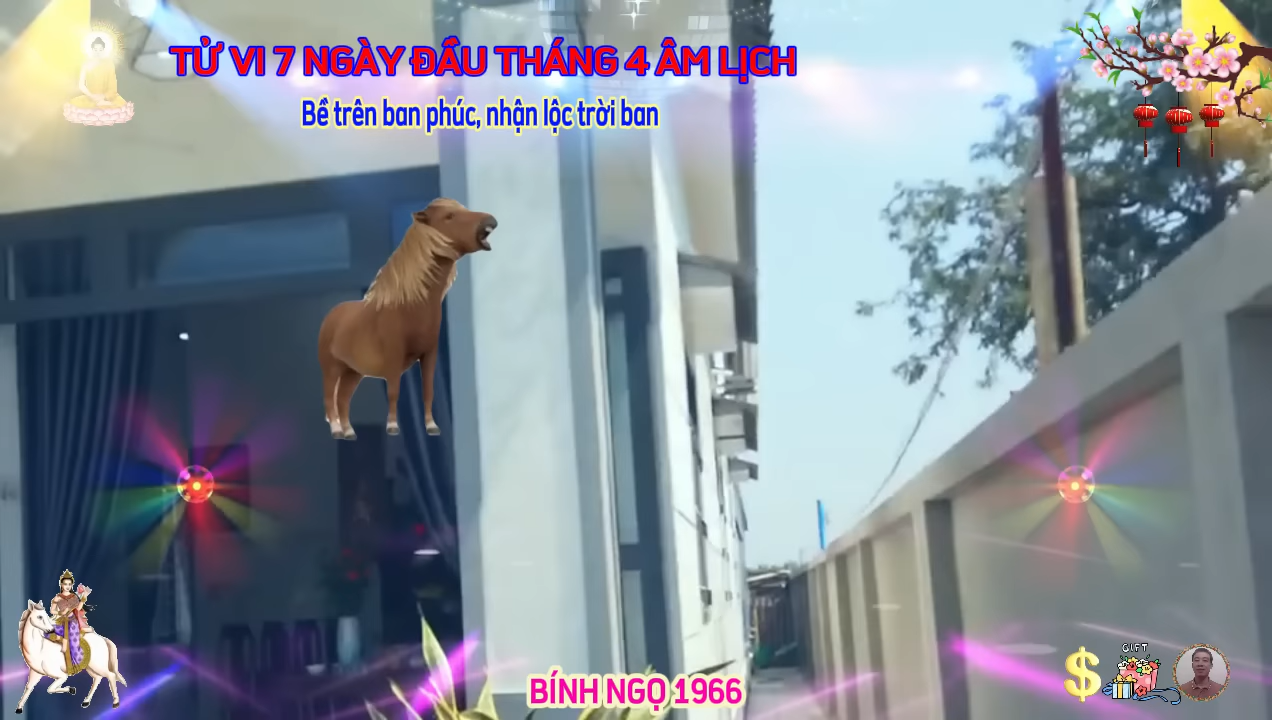 TỬ VI 7 NGÀY ĐẦU THÁNG 4 ÂM LỊCH
Bề trên ban phúc, nhận lộc trời ban
GIFT
$
BÍNH NGỌ 1966